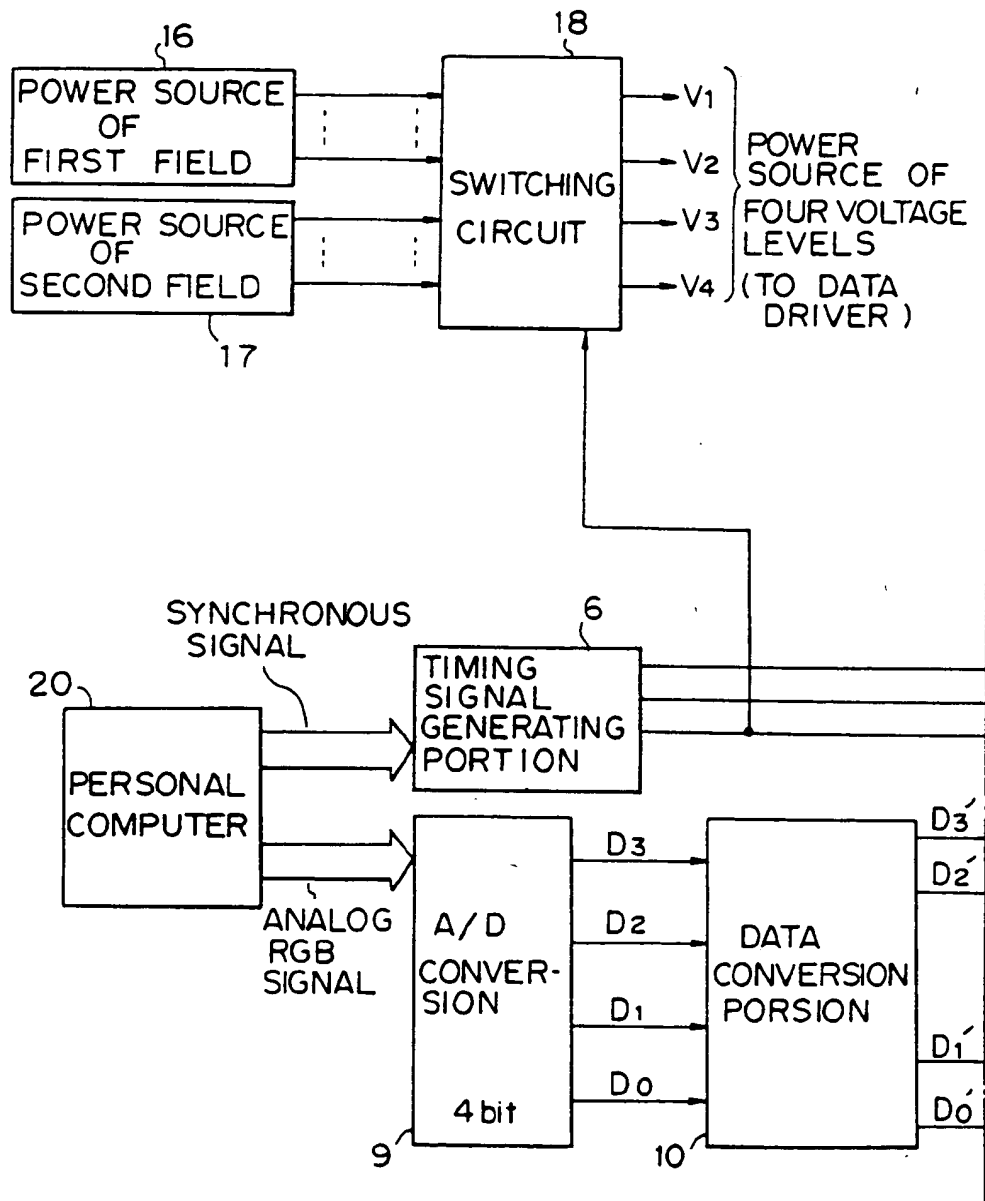 16
18
POWER SOURCE
OF
FIRST FIELD
POWER SOURCE
OF
SECOND FIELD
17
SWITCHING
CIRCUIT
V1
V2
V3
V4
POWER
SOURCE OF
FOUR VOLTAGE
LEVELS
(TO DATA
DRIVER)
SYNCHRONOUS
SIGNAL
6
20
TIMING
SIGNAL
GENERATING
PORTION
PERSONAL
COMPUTER
ANALOG
RGB
SIGNAL
A/D
CONVER-
SION
4 bit
9
D3
D2
D1
D0
DATA
CONVERSION
PORSION
10
D3´
D2´
D1´
D0´